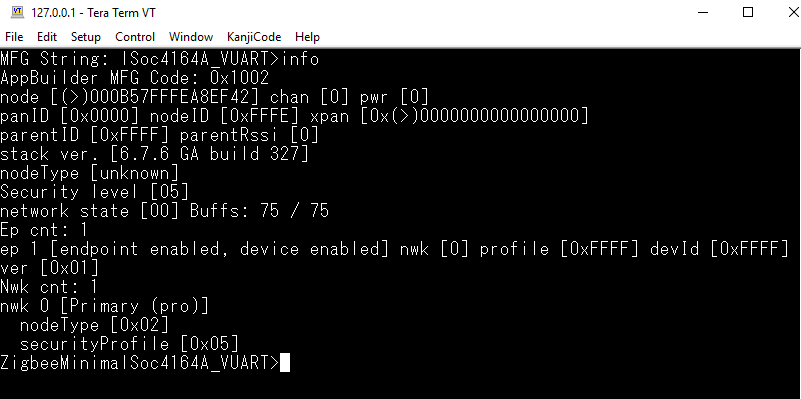 127.0.0.1 - Tera Term VT
File Edit Setup Control Window KanjiCode Help
MFG String: lSoc4164A_VUART>info
AppBuilder MFG Code: 0x1002
node [(>)000B57FFFEA8EF42] chan [0] pwr [0]
panID [0x0000] nodeID [0xFFFE] xpan [0x(>)0000000000000000]
parentID [0xFFFF] parentRssi [0]
stack ver. [6.7.6 GA build 327]
nodeType [unknown]
Security level [05]
network state [00] Buffs: 75 / 75
Ep cnt: 1
ep 1 [endpoint enabled, device enabled] nwk [0] profile [0xFFFF] devId [0xFFFF]
ver [0x01]
Nwk cnt: 1
nwk 0 [Primary (pro)]
  nodeType [0x02]
  securityProfile [0x05]
ZigbeeMinimalSoc4164A_VUART>